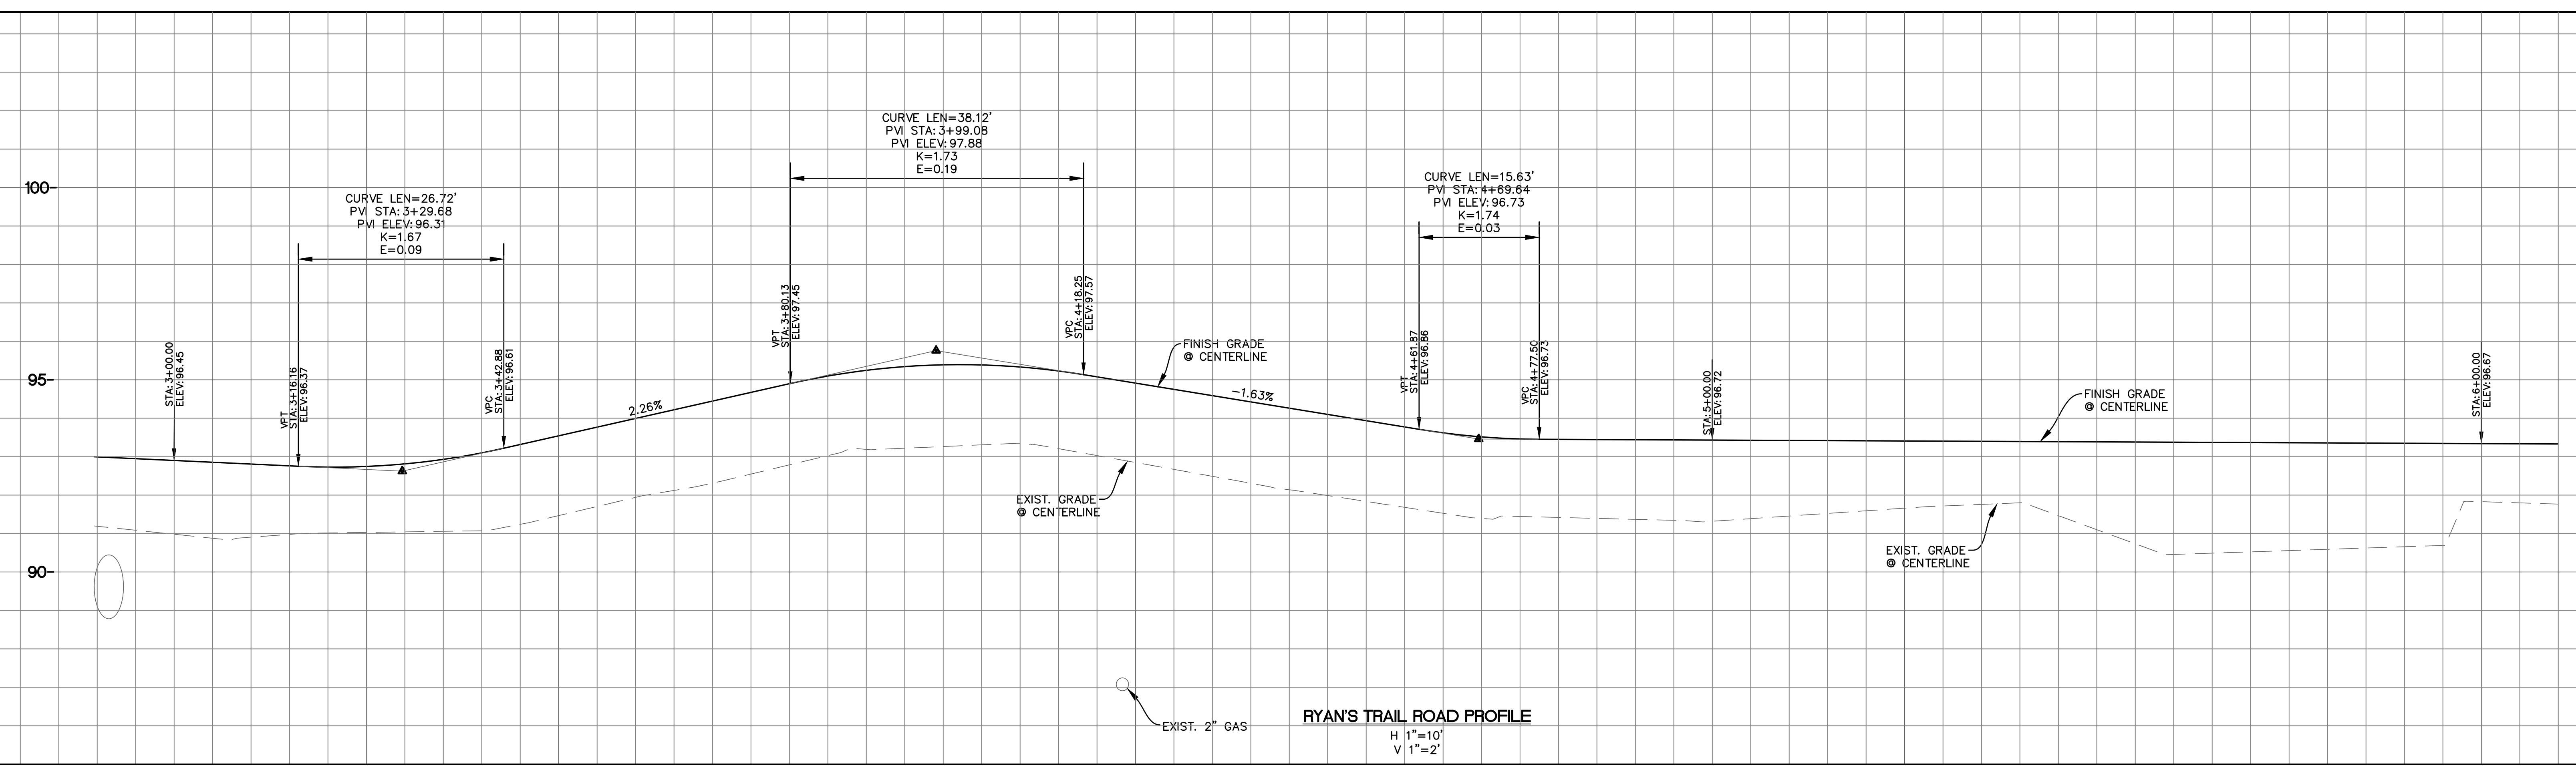 100-
95-
90-
STA: 3+00.00
ELEV: 96.45
CURVE LEN=26.72'
PVI STA: 3+29.68
PVI ELEV: 96.31
K=1.67
E=0.09
VPT
STA: 3+16.16
ELEV: 96.37
VPC
STA: 3+42.88
ELEV: 96.61
2.26%
CURVE LEN=38.12'
PVI STA: 3+99.08
PVI ELEV: 97.88
K=1.73
E=0.19
VPT
STA: 3+80.13
ELEV: 97.45
VPC
STA: 4+18.25
ELEV: 97.57
FINISH GRADE
@ CENTERLINE
-1.63%
EXIST. GRADE
@ CENTERLINE
CURVE LEN=15.63'
PVI STA: 4+69.64
PVI ELEV: 96.73
K=1.74
E=0.03
VPT
STA: 4+61.87
ELEV: 96.86
VPC
STA: 4+77.50
ELEV: 96.73
STA: 5+00.00
ELEV: 96.72
FINISH GRADE
@ CENTERLINE
EXIST. GRADE
@ CENTERLINE
STA: 6+00.00
ELEV: 96.67
EXIST. 2" GAS
RYAN'S TRAIL ROAD PROFILE
H 1"=10'
V 1"=2'